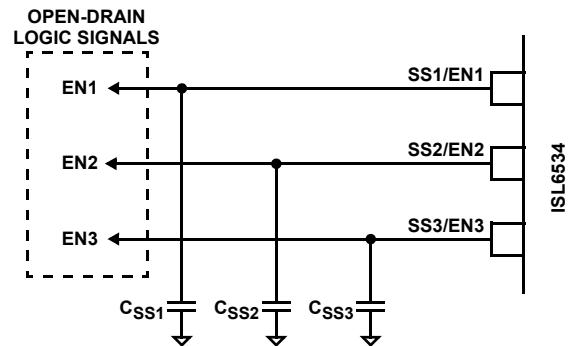 OPEN-DRAIN
LOGIC SIGNALS
EN1
SS1/EN1
EN2
SS2/EN2
EN3
SS3/EN3
ISL6534
CSS1
CSS2
CSS3